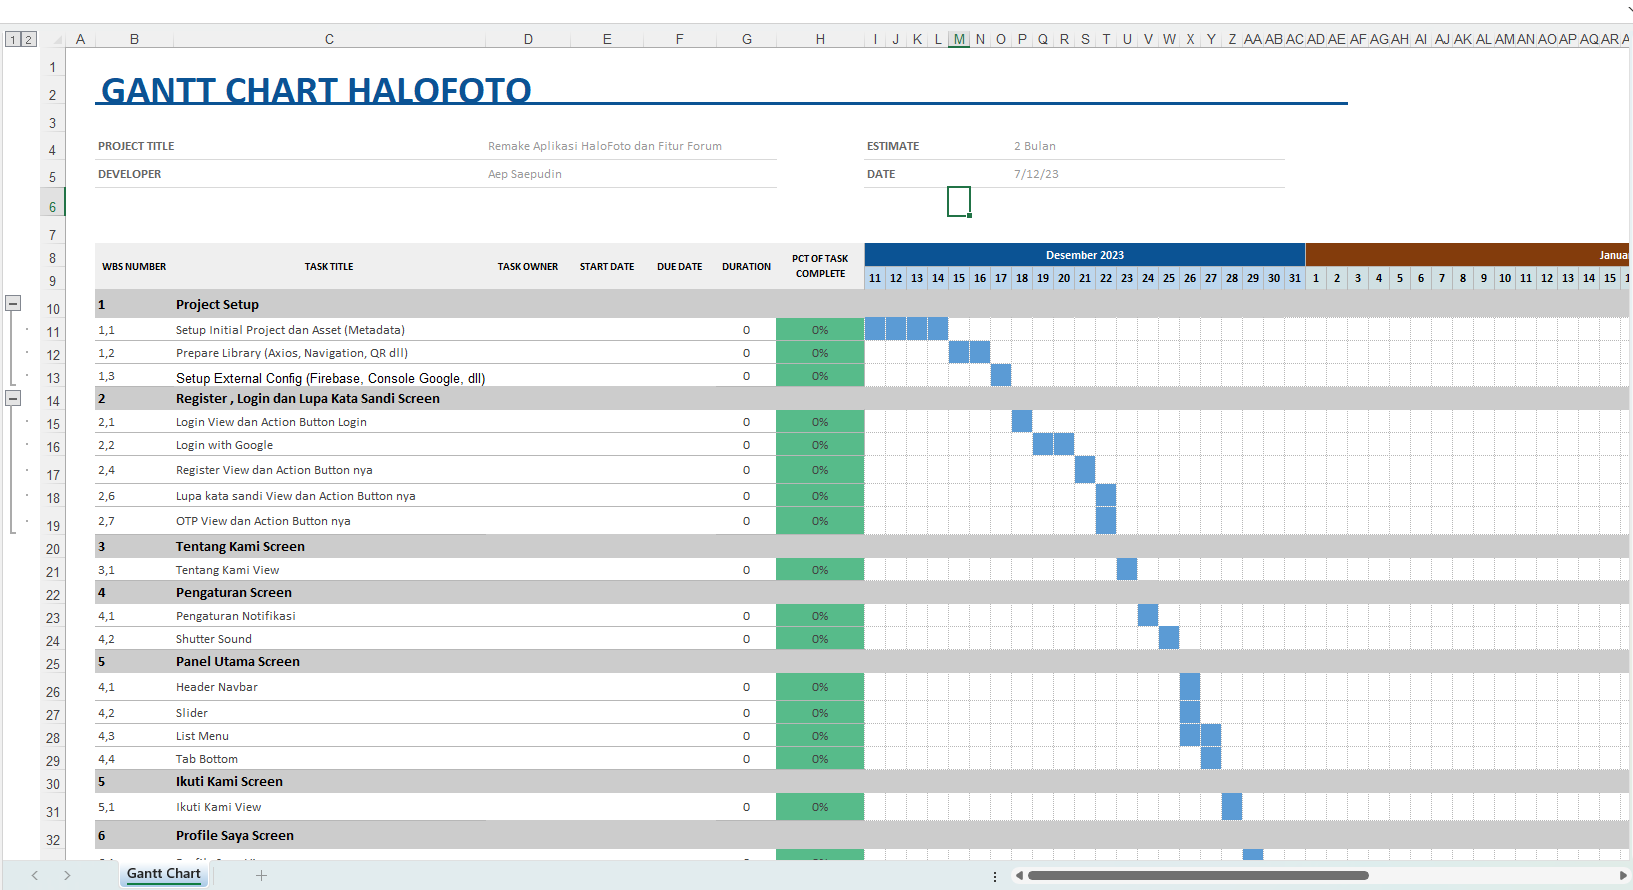 1 2 A B C D E F G H I J K L M N O P Q R S T U V W X Y Z AA AB AC AD AE AF AG AH AI AJ AK AL AM AN AO AP AQ AR A
1
2 GANTT CHART HALOFOTO
3
4 PROJECT TITLE Remake Aplikasi HaloFoto dan Fitur Forum ESTIMATE 2 Bulan
5 DEVELOPER Aep Saepudin DATE 7/12/23
6
7
8 WBS NUMBER TASK TITLE TASK OWNER START DATE DUE DATE DURATION PCT OF TASK COMPLETE Desember 2023 Janua
9 11 12 13 14 15 16 17 18 19 20 21 22 23 24 25 26 27 28 29 30 31 1 2 3 4 5 6 7 8 9 10 11 12 13 14 15 1
10 1 Project Setup
11 1,1 Setup Initial Project dan Asset (Metadata) 0 0%
12 1,2 Prepare Library (Axios, Navigation, QR dll) 0 0%
13 1,3 Setup External Config (Firebase, Console Google, dll) 0 0%
14 2 Register , Login dan Lupa Kata Sandi Screen
15 2,1 Login View dan Action Button Login 0 0%
16 2,2 Login with Google 0 0%
17 2,4 Register View dan Action Button nya 0 0%
18 2,6 Lupa kata sandi View dan Action Button nya 0 0%
19 2,7 OTP View dan Action Button nya 0 0%
20 3 Tentang Kami Screen
21 3,1 Tentang Kami View 0 0%
22 4 Pengaturan Screen
23 4,1 Pengaturan Notifikasi 0 0%
24 4,2 Shutter Sound 0 0%
25 5 Panel Utama Screen
26 4,1 Header Navbar 0 0%
27 4,2 Slider 0 0%
28 4,3 List Menu 0 0%
29 4,4 Tab Bottom 0 0%
30 5 Ikuti Kami Screen
31 5,1 Ikuti Kami View 0 0%
32 6 Profile Saya Screen
Gantt Chart